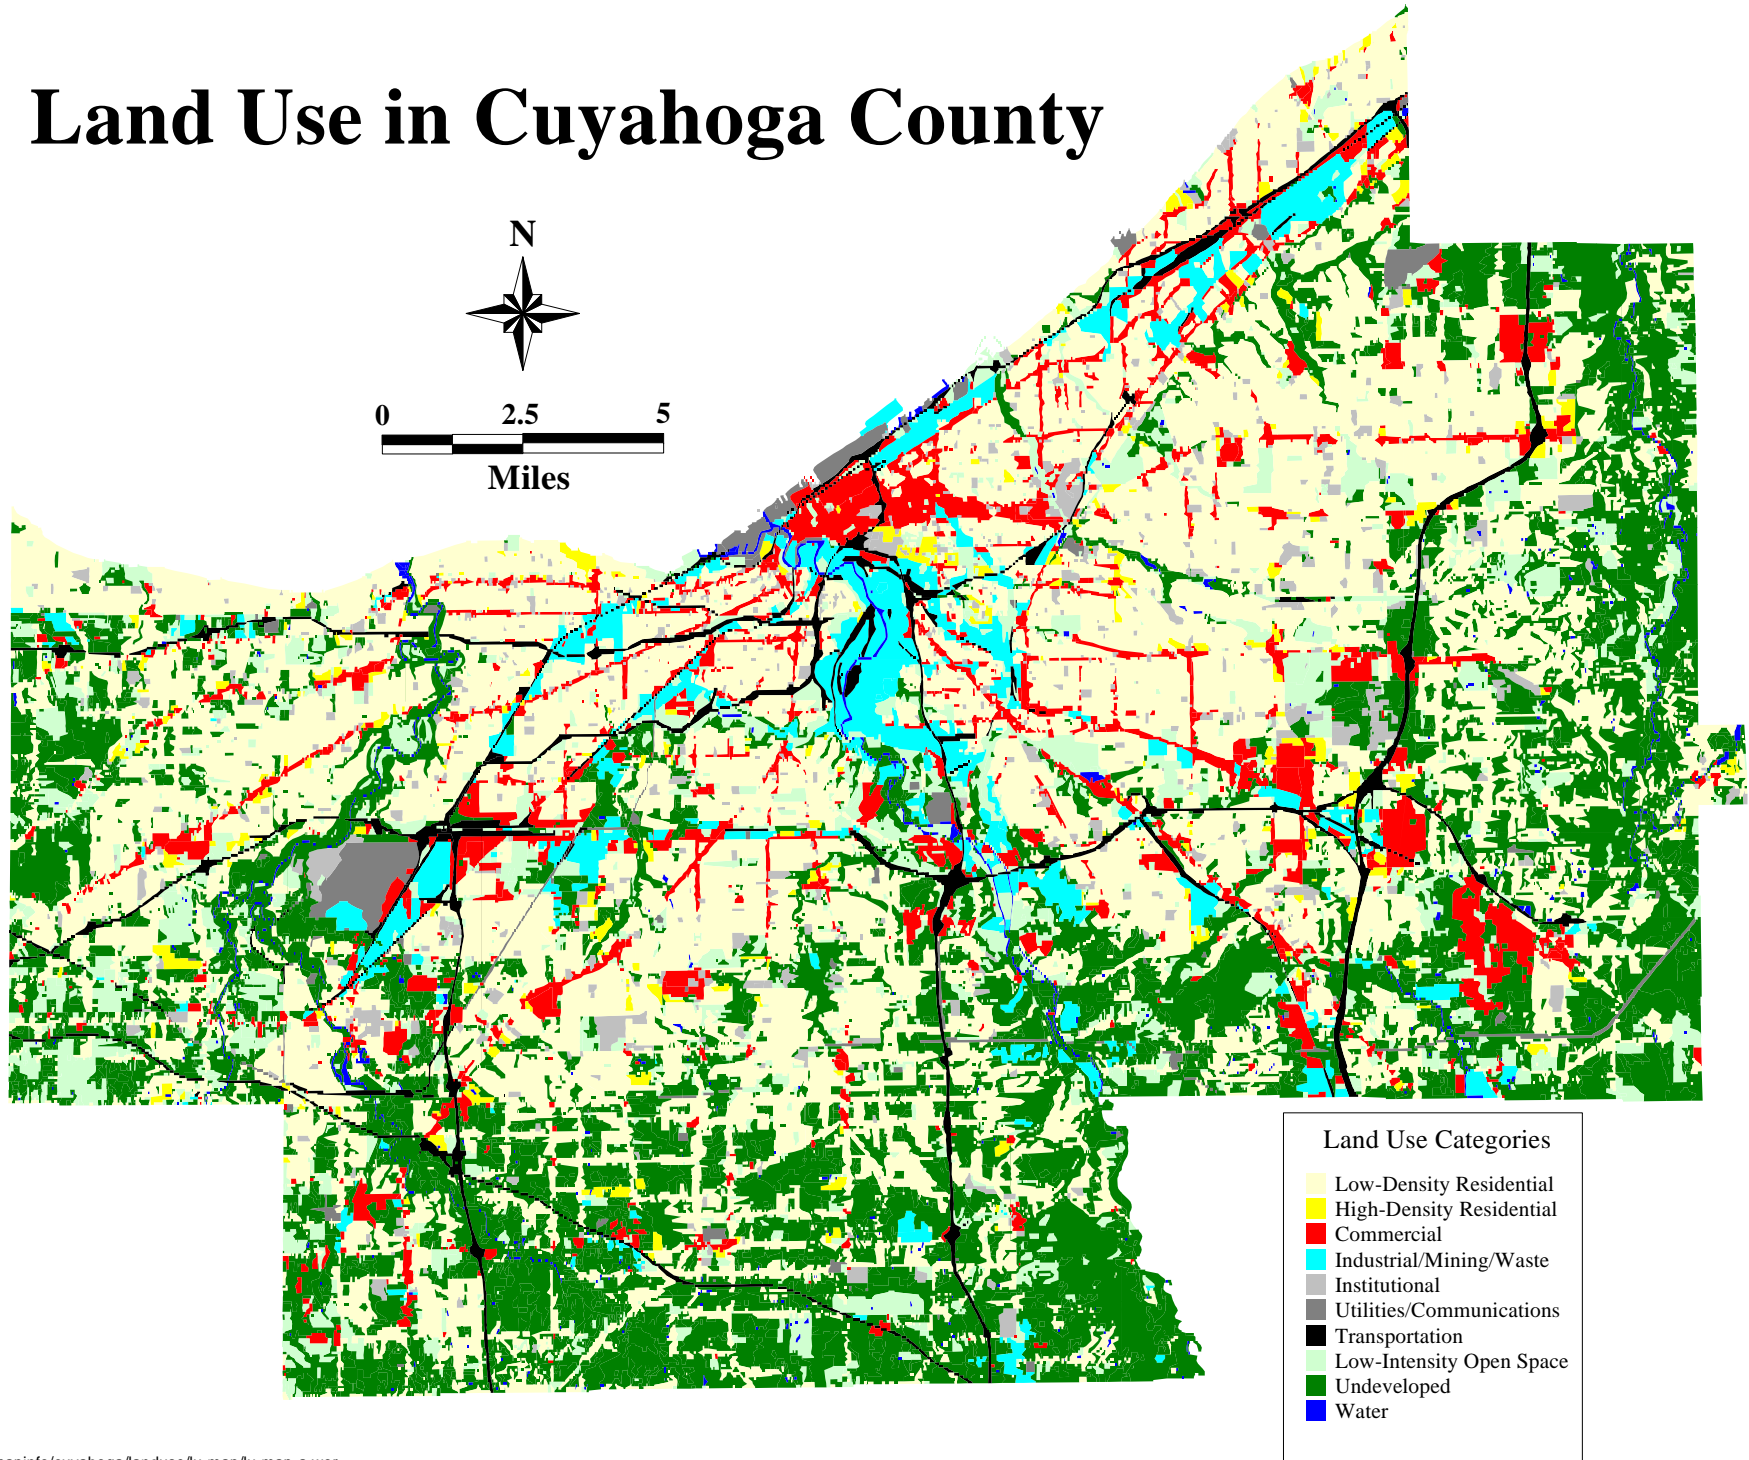 Land Use in Cuyahoga County
N
0 2.5 5
Miles
Land Use Categories
Low-Density Residential
High-Density Residential
Commercial
Industrial/Mining/Waste
Institutional
Utilities/Communications
Transportation
Low-Intensity Open Space
Undeveloped
Water